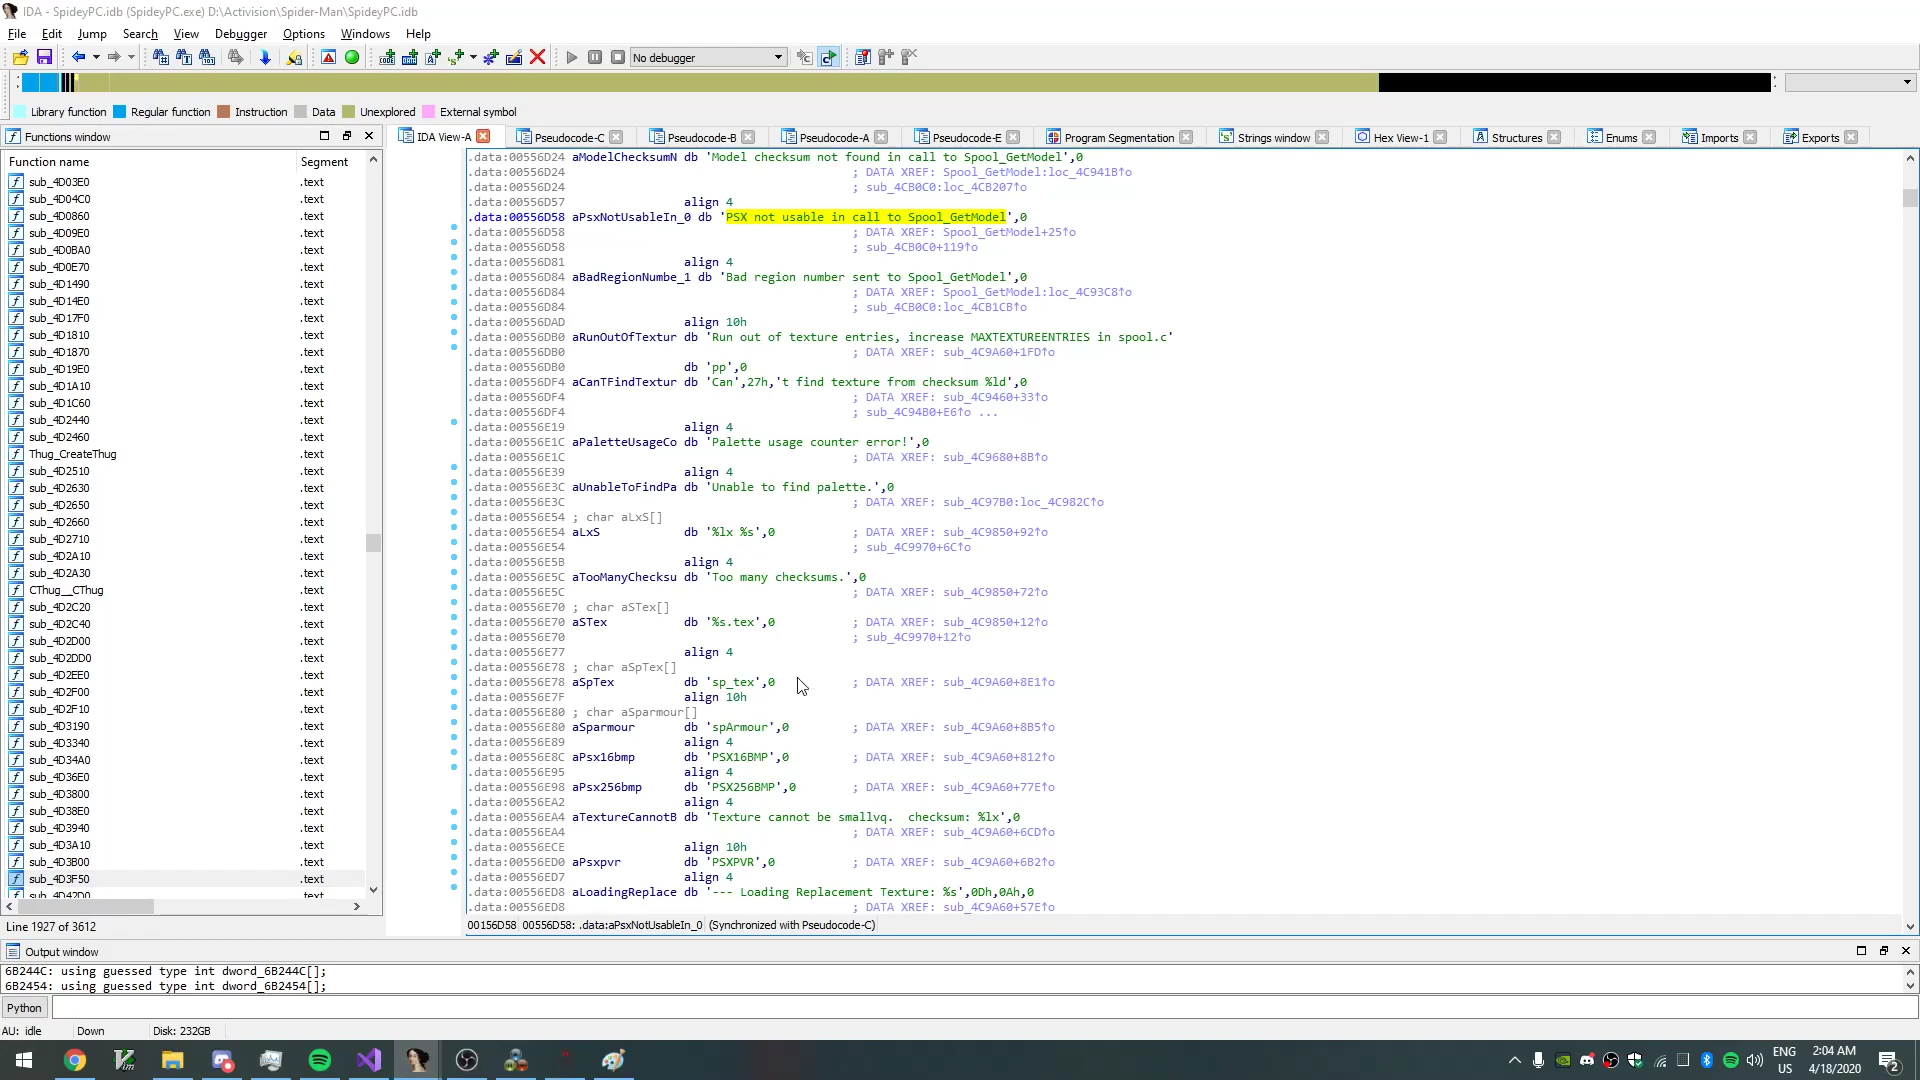 IDA - SpideyPC.idb (SpideyPC.exe) D:\Activision\Spider-Man\SpideyPC.idb
File Edit Jump Search View Debugger Options Windows Help
No debugger
Library function Regular function Instruction Data Unexplored External symbol
Functions window
Function name Segment
sub_4D03E0 .text
sub_4D04C0 .text
sub_4D0860 .text
sub_4D09E0 .text
sub_4D0BA0 .text
sub_4D0E70 .text
sub_4D1490 .text
sub_4D14E0 .text
sub_4D17F0 .text
sub_4D1810 .text
sub_4D1870 .text
sub_4D19E0 .text
sub_4D1A10 .text
sub_4D1C60 .text
sub_4D2440 .text
sub_4D2460 .text
Thug_CreateThug .text
sub_4D2510 .text
sub_4D2630 .text
sub_4D2650 .text
sub_4D2660 .text
sub_4D2710 .text
sub_4D2A10 .text
sub_4D2A30 .text
CThug__CThug .text
sub_4D2C20 .text
sub_4D2C40 .text
sub_4D2D00 .text
sub_4D2DD0 .text
sub_4D2EE0 .text
sub_4D2F00 .text
sub_4D2F10 .text
sub_4D3190 .text
sub_4D3340 .text
sub_4D34A0 .text
sub_4D36E0 .text
sub_4D3800 .text
sub_4D38E0 .text
sub_4D3940 .text
sub_4D3A10 .text
sub_4D3B00 .text
sub_4D3F50 .text
sub_4D42D0 .text
Line 1927 of 3612
IDA View-A Pseudocode-C Pseudocode-B Pseudocode-A Pseudocode-E Program Segmentation Strings window Hex View-1 Structures Enums Imports Exports
.data:00556D24 aModelChecksumN db 'Model checksum not found in call to Spool_GetModel',0
.data:00556D24 ; DATA XREF: Spool_GetModel:loc_4C941B↑o
.data:00556D24 ; sub_4CB0C0:loc_4CB207↑o
.data:00556D57 align 4
.data:00556D58 aPsxNotUsableIn_0 db 'PSX not usable in call to Spool_GetModel',0
.data:00556D58 ; DATA XREF: Spool_GetModel+25↑o
.data:00556D58 ; sub_4CB0C0+119↑o
.data:00556D81 align 4
.data:00556D84 aBadRegionNumbe_1 db 'Bad region number sent to Spool_GetModel',0
.data:00556D84 ; DATA XREF: Spool_GetModel:loc_4C93C8↑o
.data:00556D84 ; sub_4CB0C0:loc_4CB1CB↑o
.data:00556DAD align 10h
.data:00556DB0 aRunOutOfTextur db 'Run out of texture entries, increase MAXTEXTUREENTRIES in spool.c'
.data:00556DB0 ; DATA XREF: sub_4C9A60+1FD↑o
.data:00556DB0 db 'pp',0
.data:00556DF4 aCanTFindTextur db 'Can',27h,'t find texture from checksum %ld',0
.data:00556DF4 ; DATA XREF: sub_4C9460+33↑o
.data:00556DF4 ; sub_4C94B0+E6↑o ...
.data:00556E19 align 4
.data:00556E1C aPaletteUsageCo db 'Palette usage counter error!',0
.data:00556E1C ; DATA XREF: sub_4C9680+8B↑o
.data:00556E39 align 4
.data:00556E3C aUnableToFindPa db 'Unable to find palette.',0
.data:00556E3C ; DATA XREF: sub_4C97B0:loc_4C982C↑o
.data:00556E54 ; char aLxS[]
.data:00556E54 aLxS db '%lx %s',0 ; DATA XREF: sub_4C9850+92↑o
.data:00556E54 ; sub_4C9970+6C↑o
.data:00556E5B align 4
.data:00556E5C aTooManyChecksu db 'Too many checksums.',0
.data:00556E5C ; DATA XREF: sub_4C9850+72↑o
.data:00556E70 ; char aSTex[]
.data:00556E70 aSTex db '%s.tex',0 ; DATA XREF: sub_4C9850+12↑o
.data:00556E70 ; sub_4C9970+12↑o
.data:00556E77 align 4
.data:00556E78 ; char aSpTex[]
.data:00556E78 aSpTex db 'sp_tex',0 ; DATA XREF: sub_4C9A60+8E1↑o
.data:00556E7F align 10h
.data:00556E80 ; char aSparmour[]
.data:00556E80 aSparmour db 'spArmour',0 ; DATA XREF: sub_4C9A60+8B5↑o
.data:00556E89 align 4
.data:00556E8C aPsx16bmp db 'PSX16BMP',0 ; DATA XREF: sub_4C9A60+812↑o
.data:00556E95 align 4
.data:00556E98 aPsx256bmp db 'PSX256BMP',0 ; DATA XREF: sub_4C9A60+77E↑o
.data:00556EA2 align 4
.data:00556EA4 aTextureCannotB db 'Texture cannot be smallvq.  checksum: %lx',0
.data:00556EA4 ; DATA XREF: sub_4C9A60+6CD↑o
.data:00556ECE align 10h
.data:00556ED0 aPsxpvr db 'PSXPVR',0 ; DATA XREF: sub_4C9A60+6B2↑o
.data:00556ED7 align 4
.data:00556ED8 aLoadingReplace db '--- Loading Replacement Texture: %s',0Dh,0Ah,0
.data:00556ED8 ; DATA XREF: sub_4C9A60+57E↑o
00156D58 00556D58: .data:aPsxNotUsableIn_0 (Synchronized with Pseudocode-C)
Output window
6B244C: using guessed type int dword_6B244C[];
6B2454: using guessed type int dword_6B2454[];
Python
AU: idle Down Disk: 232GB
ENG
US
2:04 AM
4/18/2020
2